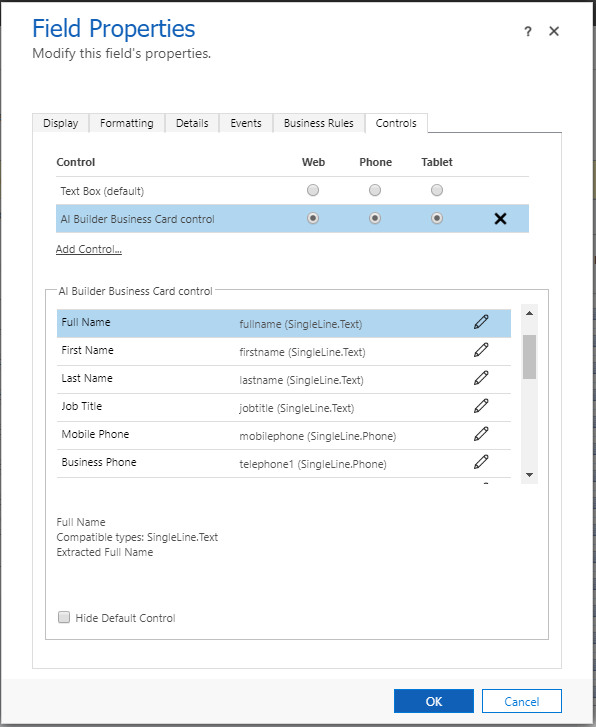 Field Properties
?
Modify this field's properties.
Display Formatting Details Events Business Rules Controls
Control Web Phone Tablet
Text Box (default)
AI Builder Business Card control
Add Control...
AI Builder Business Card control
Full Name fullname (SingleLine.Text)
First Name firstname (SingleLine.Text)
Last Name lastname (SingleLine.Text)
Job Title jobtitle (SingleLine.Text)
Mobile Phone mobilephone (SingleLine.Phone)
Business Phone telephone1 (SingleLine.Phone)
Full Name
Compatible types: SingleLine.Text
Extracted Full Name
Hide Default Control
OK Cancel